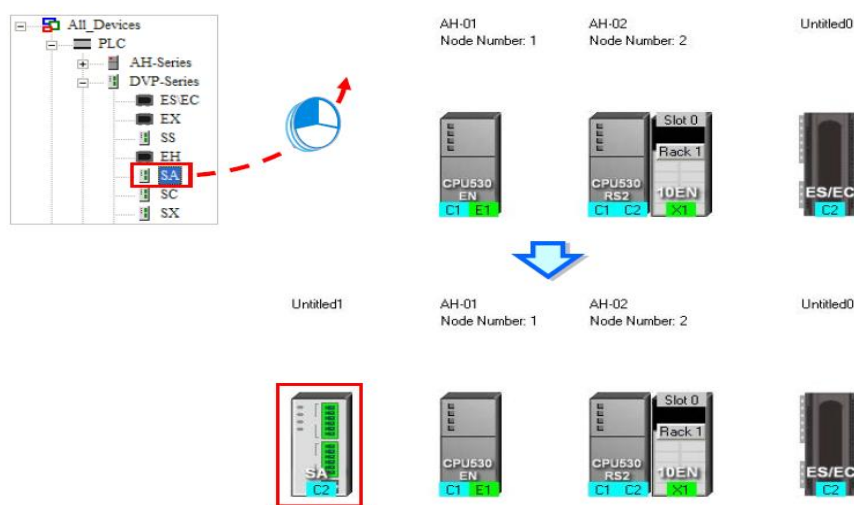 All_Devices
PLC
AH-Series
DVP-Series
ES\EC
EX
SS
EH
SA
SC
SX
AH-01
Node Number: 1
AH-02
Node Number: 2
Untitled0
CPU530
EN
C1 E1
CPU530
RS2
C1 C2
Slot 0
Rack 1
10EN
X1
ES/EC
C2
Untitled1
AH-01
Node Number: 1
AH-02
Node Number: 2
Untitled0
SA
C2
CPU530
EN
C1 E1
CPU530
RS2
C1 C2
Slot 0
Rack 1
10EN
X1
ES/EC
C2